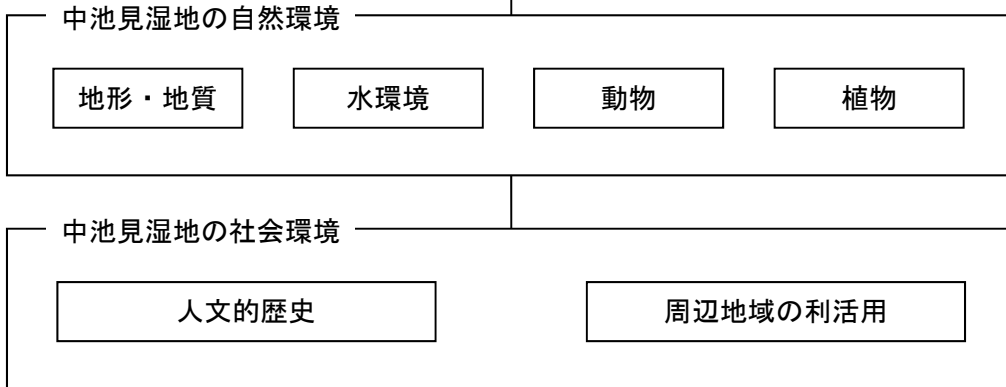 中池見湿地の自然環境
地形・地質
水環境
動物
植物
中池見湿地の社会環境
人文的歴史
周辺地域の利活用